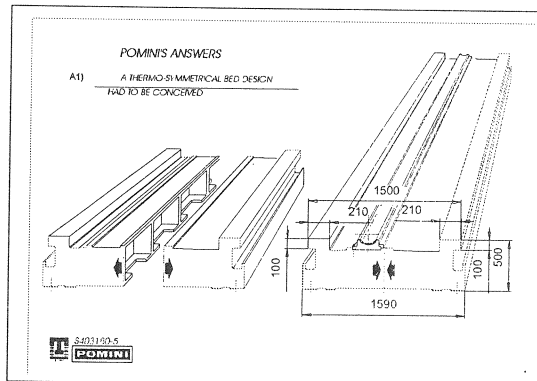 POMINI'S ANSWERS
A1) A THERMO-SYMMETRICAL BED DESIGN
HAD TO BE CONCEIVED
1500
210 210
100
100
500
1590
8403160-5
POMINI